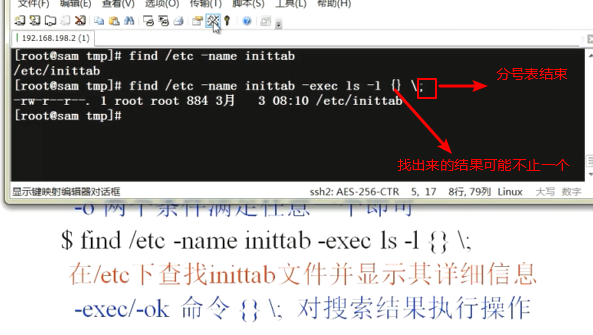 文件(F) 编辑(E) 查看(V) 选项(O) 传输(T) 脚本(S) 工具(L) 帮助(H)
192.168.198.2 (1)
[root@sam tmp]# find /etc -name inittab
/etc/inittab
[root@sam tmp]# find /etc -name inittab -exec ls -l {} \;
分号表结束
-rw-r--r--. 1 root root 884 3月   3 08:10 /etc/inittab
[root@sam tmp]#
找出来的结果可能不止一个
显示键映射编辑器对话框 ssh2: AES-256-CTR 5, 17 8行, 79列 Linux 大写 数字
-o 两个条件满足任意一个即可
$ find /etc -name inittab -exec ls -l {} \;
在/etc下查找inittab文件并显示其详细信息
-exec/-ok 命令 {} \; 对搜索结果执行操作